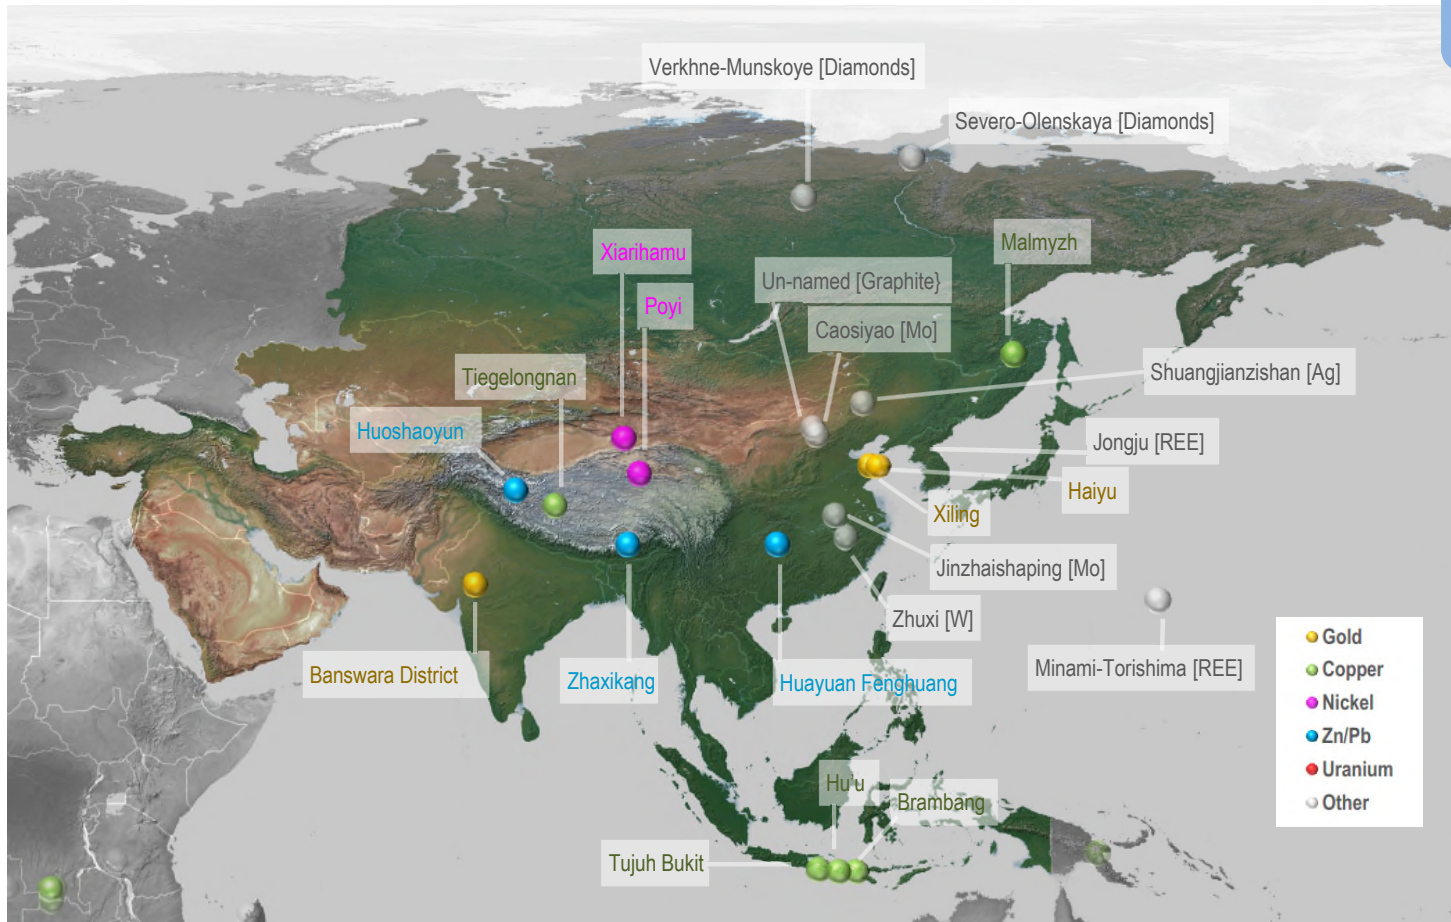 Verkhne-Munskoye [Diamonds]
Severo-Olenskaya [Diamonds]
Malmyzh
Xiarihamu
Un-named [Graphite}
Poyi
Caosiyao [Mo]
Shuangjianzishan [Ag]
Tiegelongnan
Huoshaoyun
Jongju [REE]
Haiyu
Xiling
Jinzhaishaping [Mo]
Zhuxi [W]
Minami-Torishima [REE]
Banswara District
Zhaxikang
Huayuan Fenghuang
Hu'u
Brambang
Tujuh Bukit
Gold
Copper
Nickel
Zn/Pb
Uranium
Other